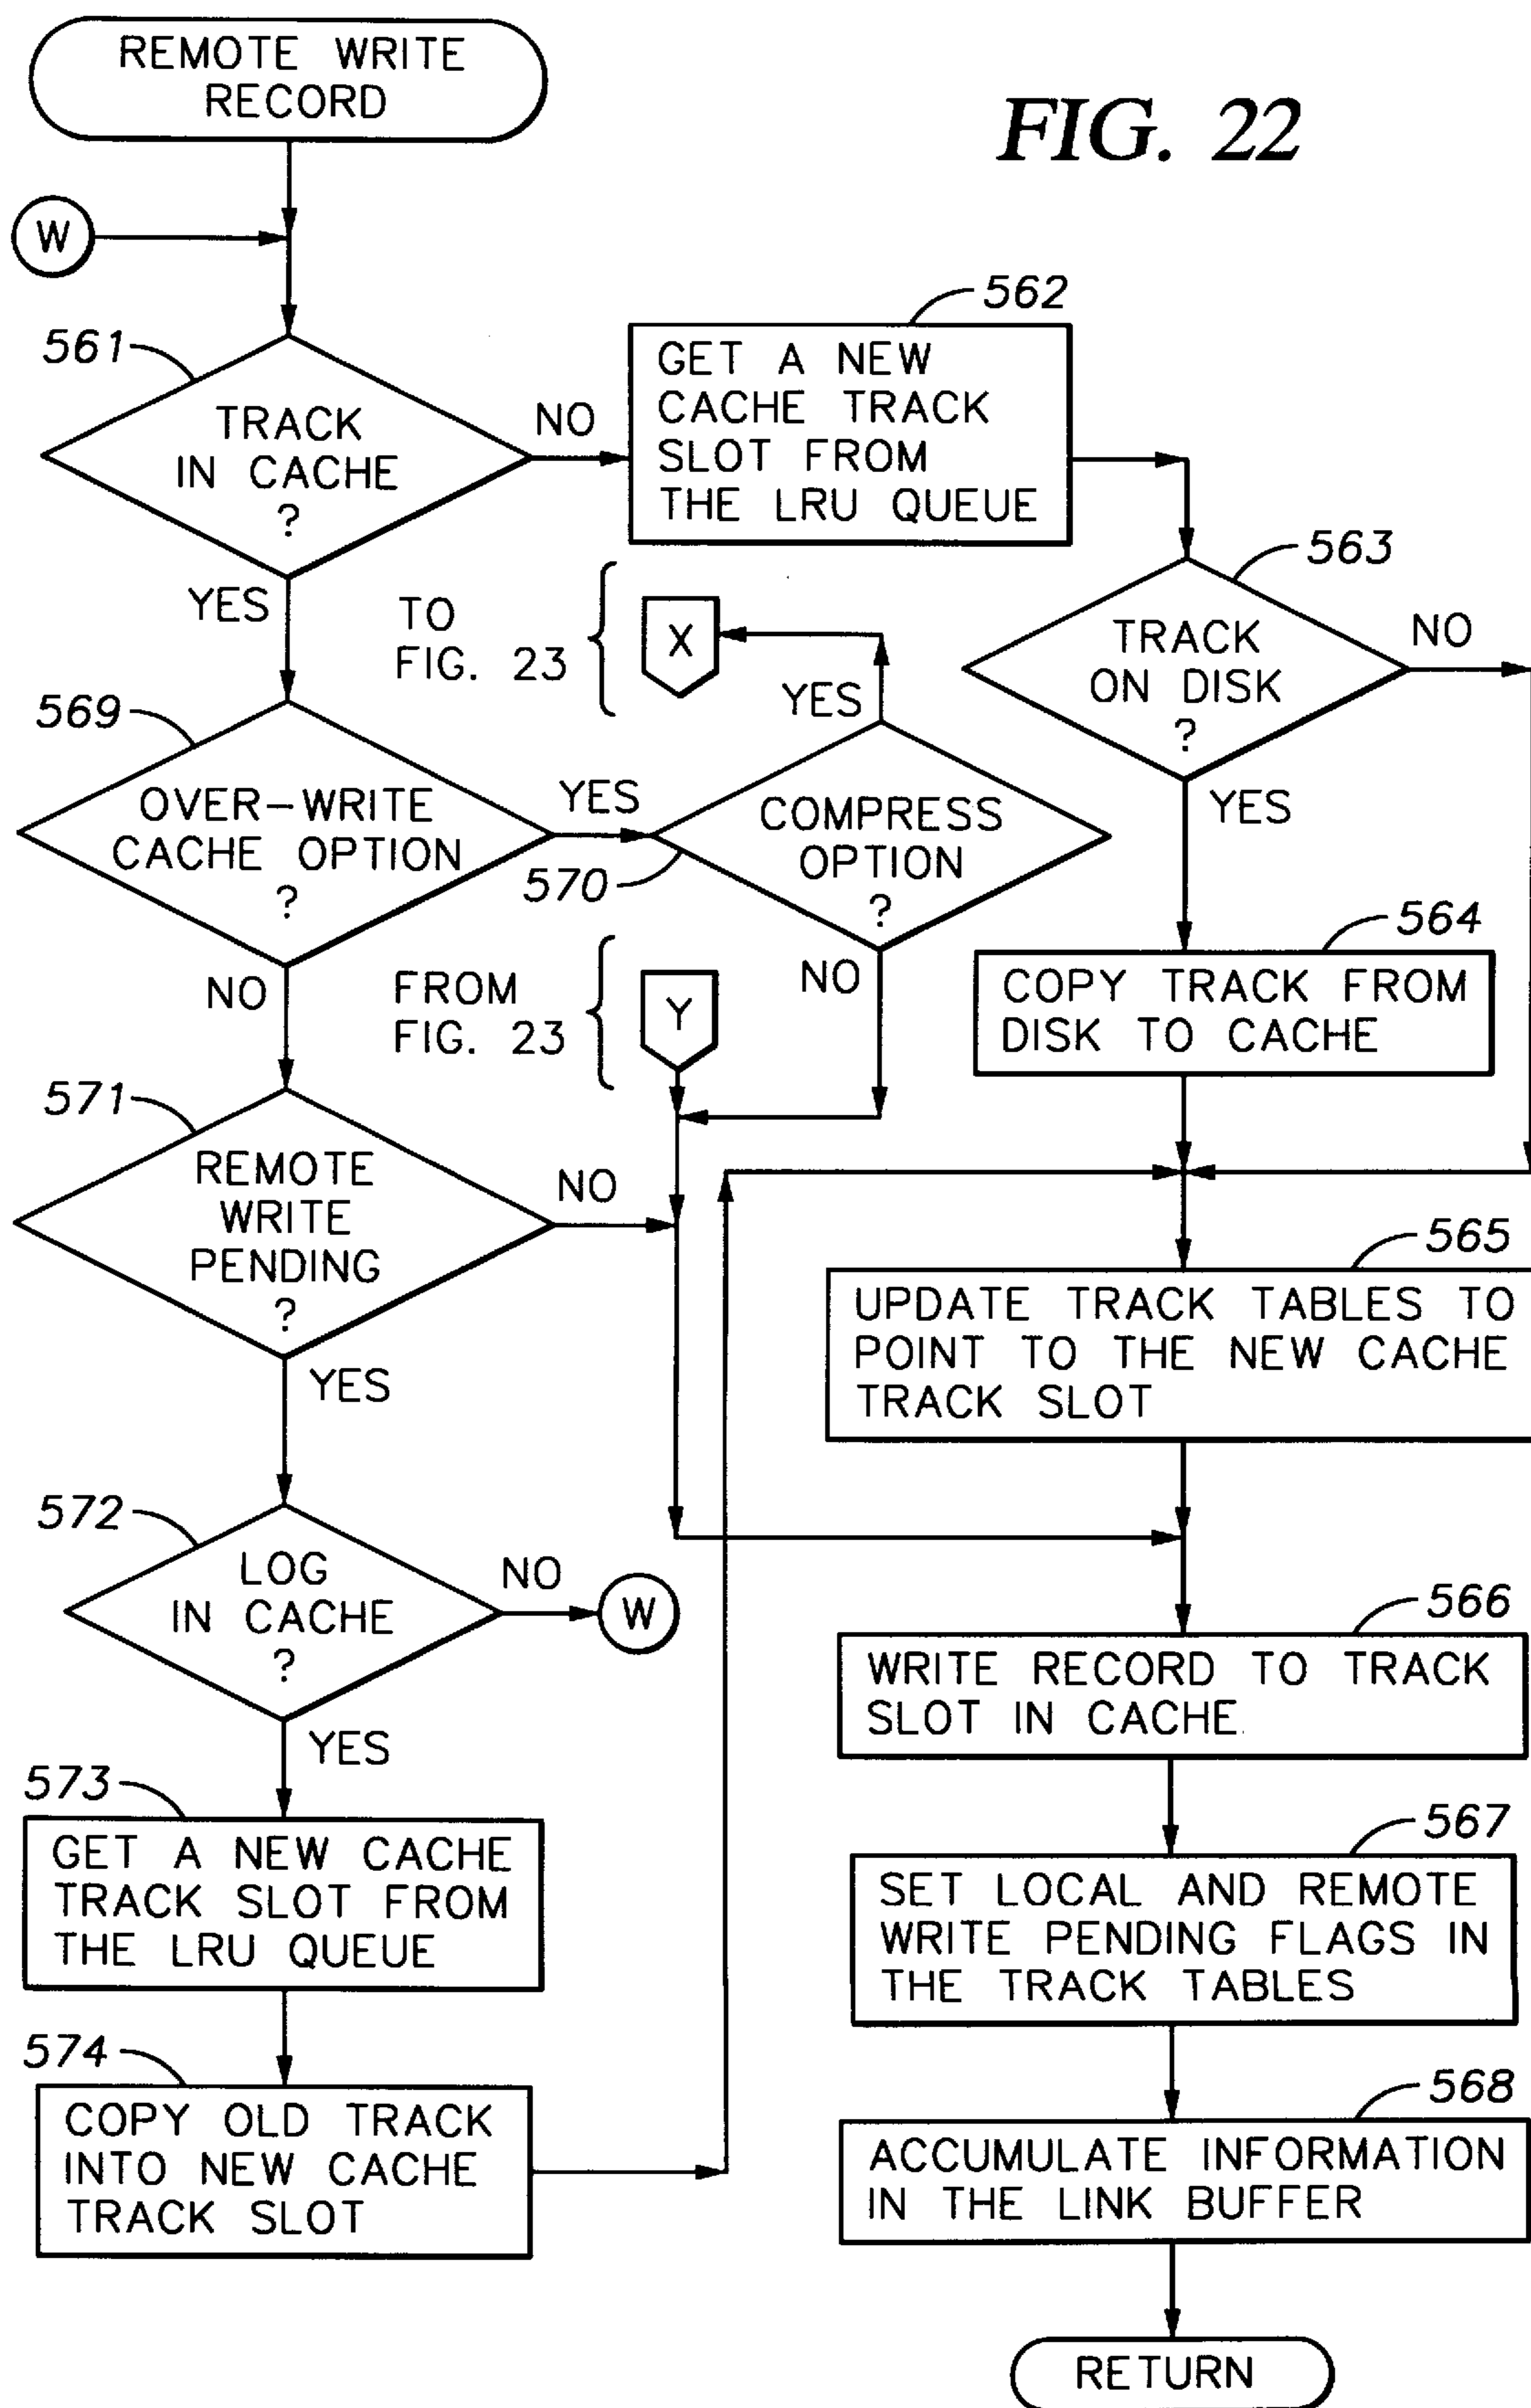 REMOTE WRITE
RECORD
FIG. 22
W
561
TRACK
IN CACHE
?
NO
YES
562
GET A NEW
CACHE TRACK
SLOT FROM
THE LRU QUEUE
563
TRACK
ON DISK
?
NO
YES
TO
FIG. 23
X
YES
569
OVER-WRITE
CACHE OPTION
?
YES
NO
570
COMPRESS
OPTION
?
NO
564
COPY TRACK FROM
DISK TO CACHE
FROM
FIG. 23
Y
571
REMOTE
WRITE
PENDING
?
NO
YES
565
UPDATE TRACK TABLES TO
POINT TO THE NEW CACHE
TRACK SLOT
572
LOG
IN CACHE
?
NO
W
YES
566
WRITE RECORD TO TRACK
SLOT IN CACHE.
573
GET A NEW CACHE
TRACK SLOT FROM
THE LRU QUEUE
567
SET LOCAL AND REMOTE
WRITE PENDING FLAGS IN
THE TRACK TABLES
574
COPY OLD TRACK
INTO NEW CACHE
TRACK SLOT
568
ACCUMULATE INFORMATION
IN THE LINK BUFFER
RETURN